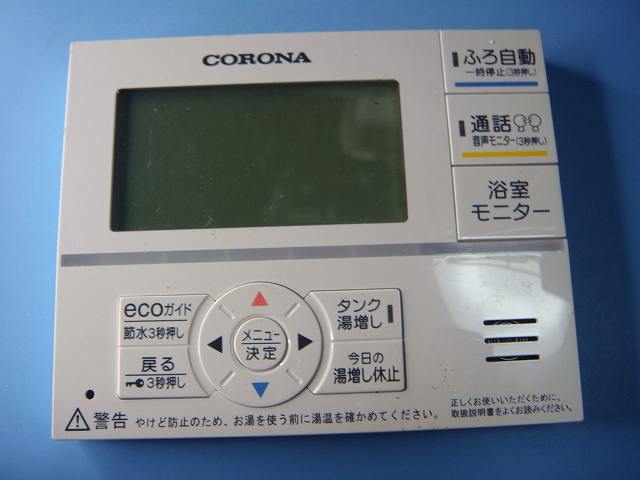 CORONA
ふろ自動
一時停止(3秒押し)
通話
音声モニター(3秒押し)
浴室
モニター
ecoガイド
節水3秒押し
戻る
3秒押し
メニュー
決定
タンク
湯増し
今日の
湯増し休止
警告 やけど防止のため、お湯を使う前に湯温を確かめてください。
正しくお使いいただくために、
取扱説明書をよくお読みください。